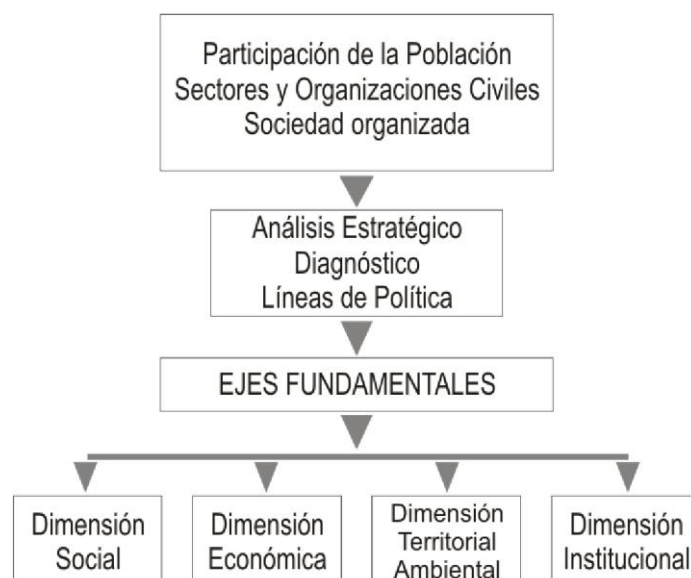 Participación de la Población
Sectores y Organizaciones Civiles
Sociedad organizada
Análisis Estratégico
Diagnóstico
Líneas de Política
EJES FUNDAMENTALES
Dimensión
Social
Dimensión
Económica
Dimensión
Territorial
Ambiental
Dimensión
Institucional